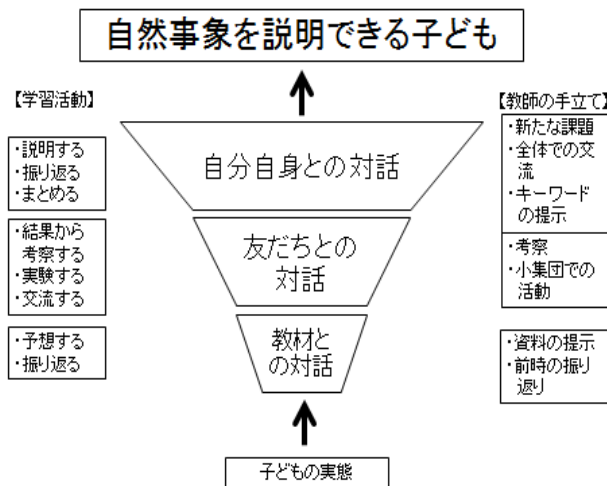 自然事象を説明できる子ども
【学習活動】
・説明する
・振り返る
・まとめる
・結果から
考察する
・実験する
・交流する
・予想する
・振り返る
自分自身との対話
友だちとの
対話
教材と
の対話
子どもの実態
【教師の手立て】
・新たな課題
・全体での交
流
・キーワード
の提示
・考察
・小集団での
活動
・資料の提示
・前時の振り
返り